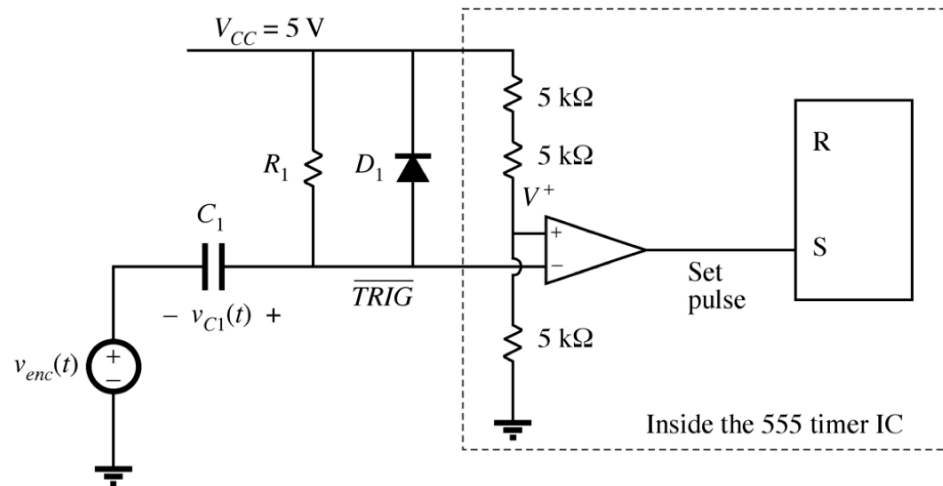 V_CC = 5 V
5 kΩ
R
R₁
D₁
5 kΩ
V⁺
C₁
+
−
S
TRIG
Set
pulse
− v_C1(t) +
v_enc(t)
+
−
5 kΩ
Inside the 555 timer IC